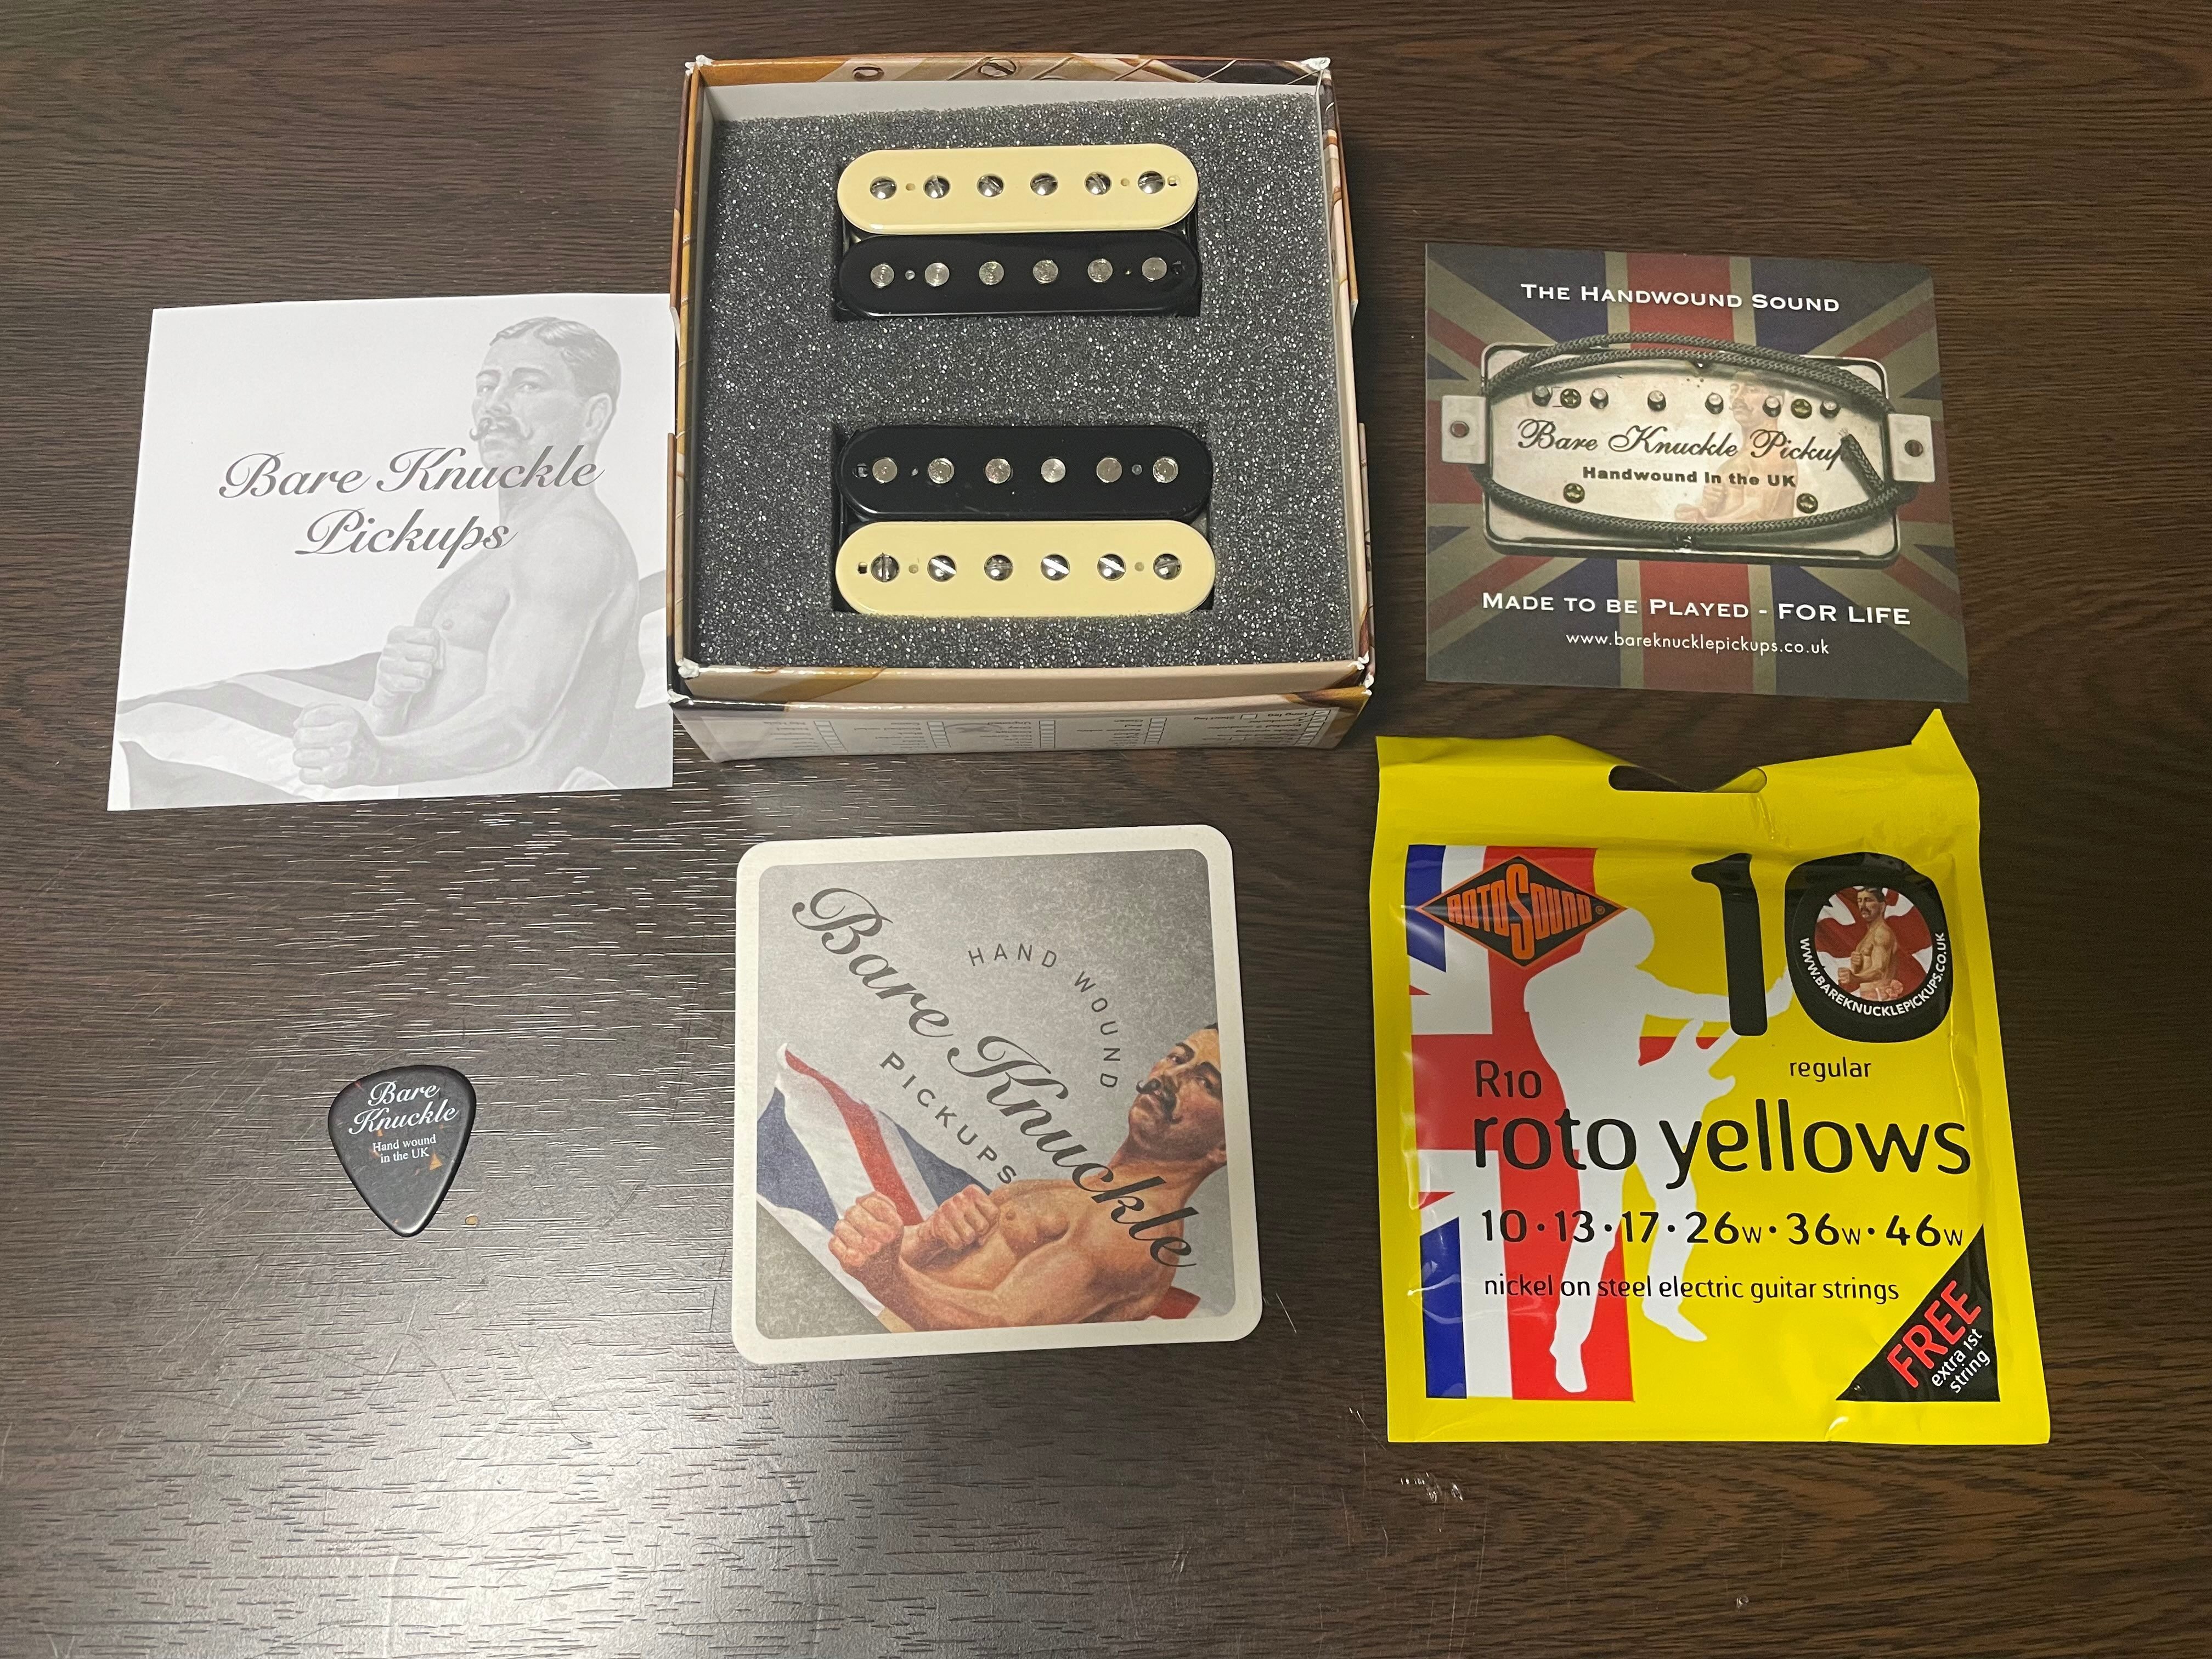 Bare Knuckle
Pickups
THE HANDWOUND SOUND
Bare Knuckle Pickup
Handwound in the UK
MADE TO BE PLAYED - FOR LIFE
www.bareknucklepickups.co.uk
Bare
Knuckle
Hand wound
in the UK
HAND WOUND
Bare Knuckle
PICKUPS
ROTOSOUND®
10
WWW.BAREKNUCKLEPICKUPS.CO.UK
regular
R10
roto yellows
10·13·17·26w·36w·46w
nickel on steel electric guitar strings
FREE
extra 1st
string